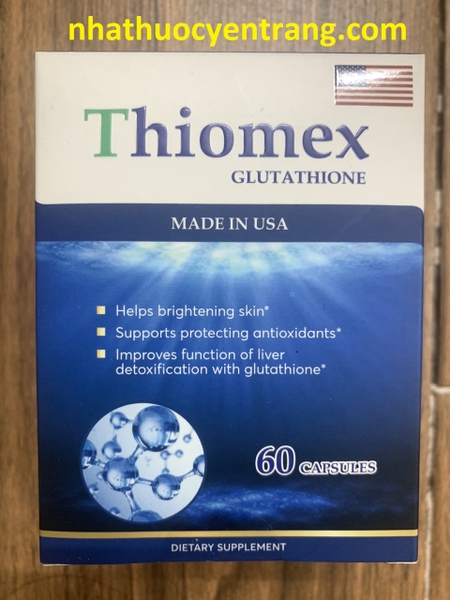 nhathuocyentrang.com
Thiomex
GLUTATHIONE
MADE IN USA
Helps brightening skin*
Supports protecting antioxidants*
Improves function of liver
detoxification with glutathione*
60 CAPSULES
DIETARY SUPPLEMENT